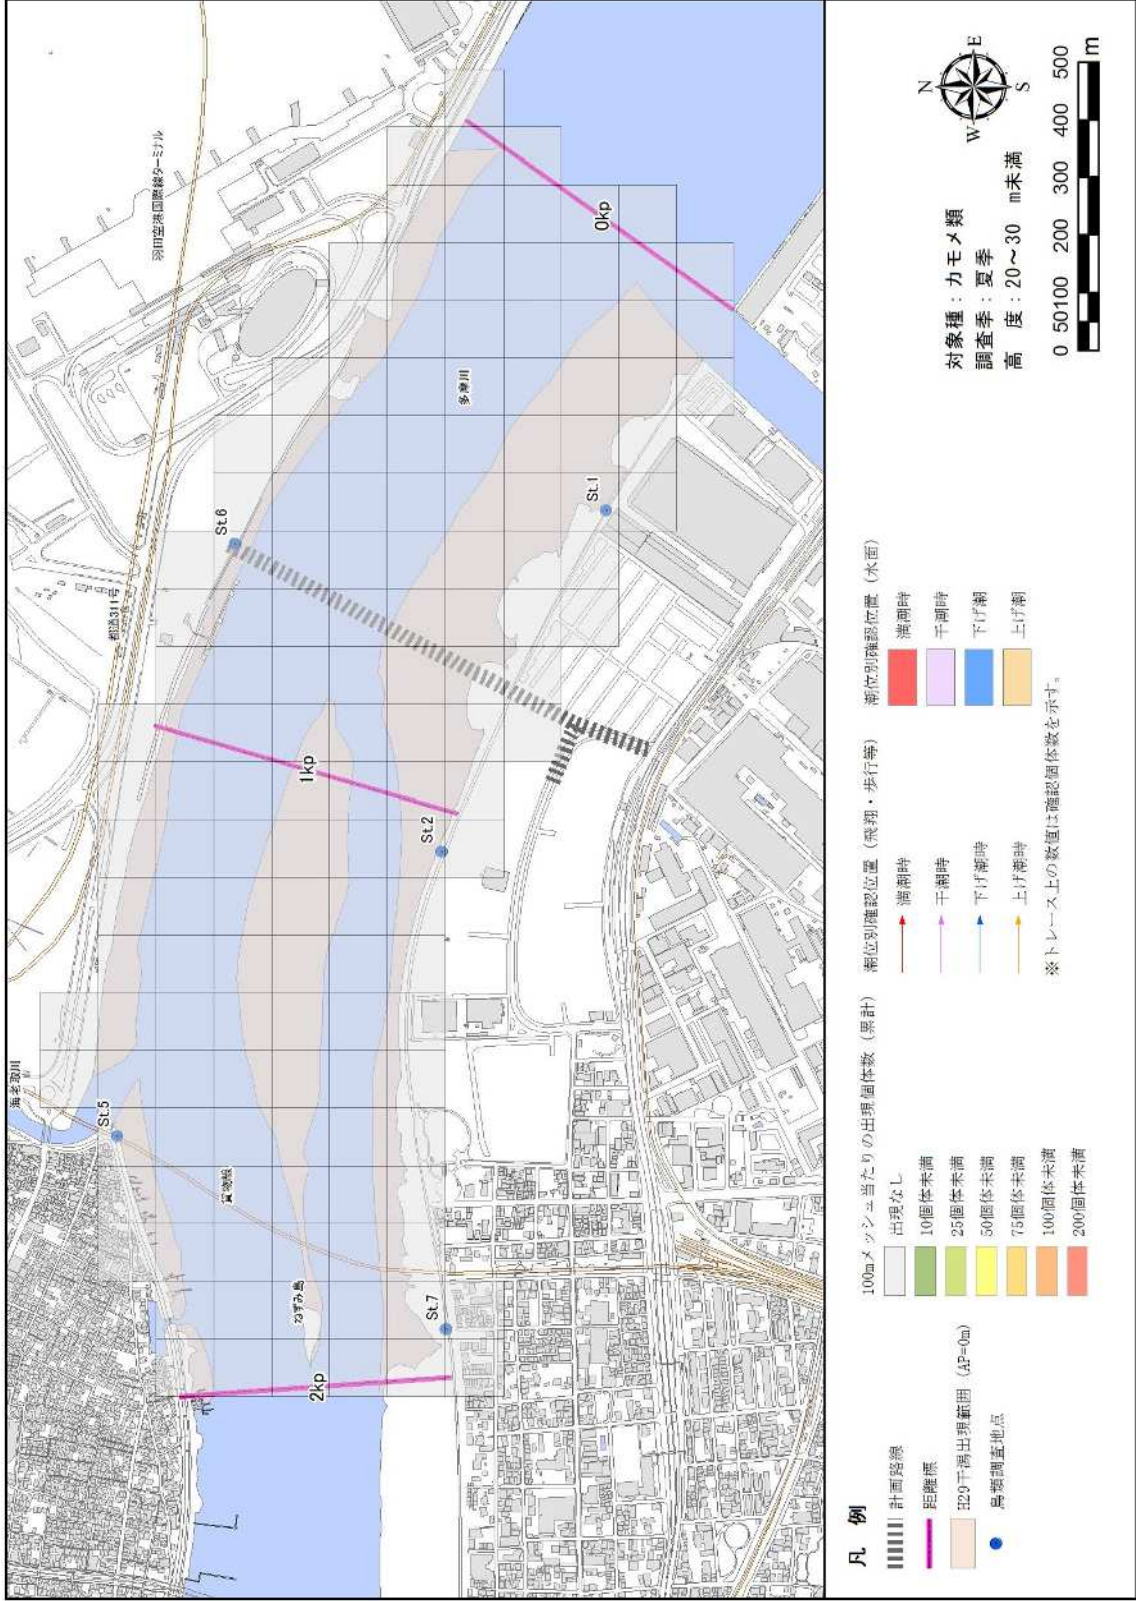 海老取川
都道311号
羽田空港国際線ターミナル
St.5
St.6
貨物線
ねずみ島
多摩川
2kp
1kp
0kp
St.7
St.2
St.1
凡 例
計画路線
距離標
H29干潟出現範囲 (AP=0m)
鳥類調査地点
100mメッシュ当たりの出現個体数 (累計)
出現なし
10個体未満
25個体未満
50個体未満
75個体未満
100個体未満
200個体未満
潮位別確認位置 (飛翔・歩行等)
満潮時
干潮時
下げ潮時
上げ潮時
※トレース上の数値は確認個体数を示す。
潮位別確認位置 (水面)
満潮時
干潮時
下げ潮
上げ潮
対象種:カモメ類
調査季:夏季
高 度:20~30 m未満
N
W
E
S
0 50100 200 300 400 500
m